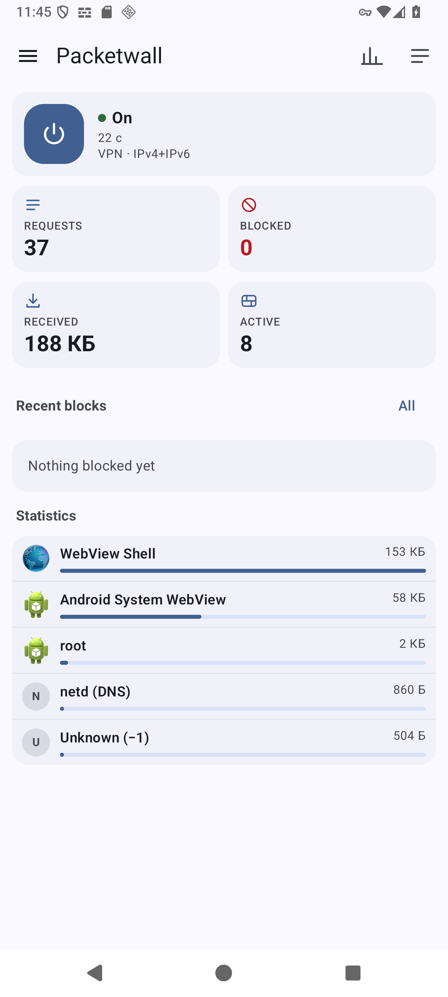 11:45
Packetwall
On
22 с
VPN · IPv4+IPv6
REQUESTS
37
BLOCKED
0
RECEIVED
188 КБ
ACTIVE
8
Recent blocks
All
Nothing blocked yet
Statistics
WebView Shell
153 КБ
Android System WebView
58 КБ
root
2 КБ
N
netd (DNS)
860 Б
U
Unknown (−1)
504 Б